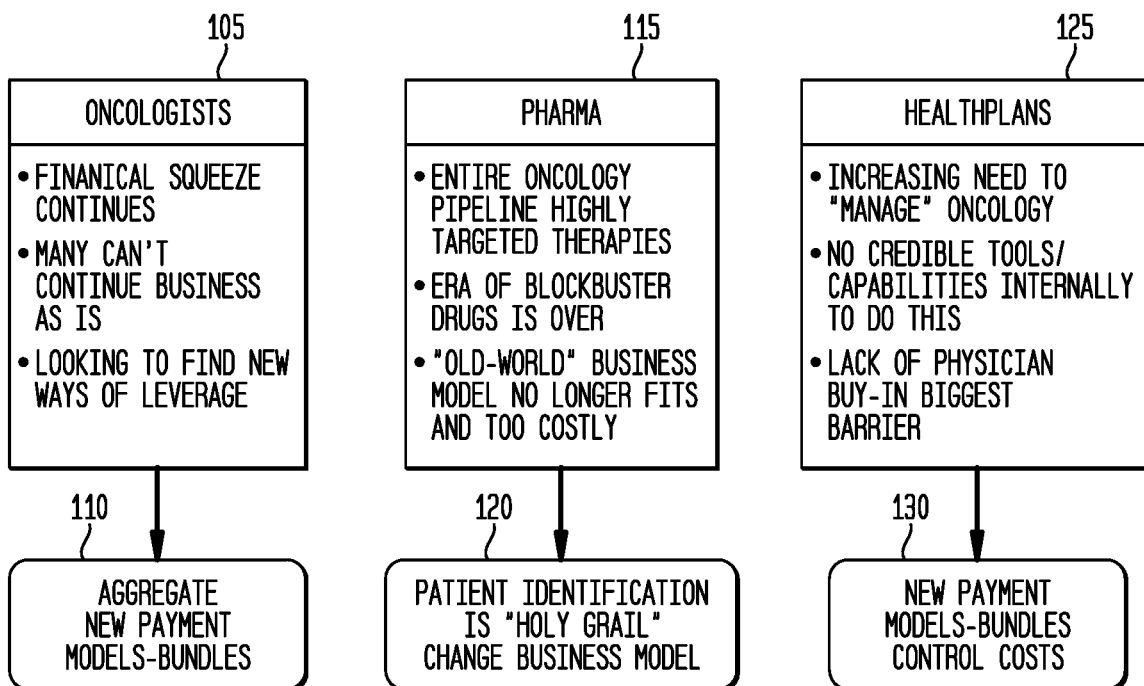 105
ONCOLOGISTS
• FINANICAL SQUEEZE
CONTINUES
• MANY CAN'T
CONTINUE BUSINESS
AS IS
• LOOKING TO FIND NEW
WAYS OF LEVERAGE
110
AGGREGATE
NEW PAYMENT
MODELS-BUNDLES
115
PHARMA
• ENTIRE ONCOLOGY
PIPELINE HIGHLY
TARGETED THERAPIES
• ERA OF BLOCKBUSTER
DRUGS IS OVER
• "OLD-WORLD" BUSINESS
MODEL NO LONGER FITS
AND TOO COSTLY
120
PATIENT IDENTIFICATION
IS "HOLY GRAIL"
CHANGE BUSINESS MODEL
125
HEALTHPLANS
• INCREASING NEED TO
"MANAGE" ONCOLOGY
• NO CREDIBLE TOOLS/
CAPABILITIES INTERNALLY
TO DO THIS
• LACK OF PHYSICIAN
BUY-IN BIGGEST
BARRIER
130
NEW PAYMENT
MODELS-BUNDLES
CONTROL COSTS